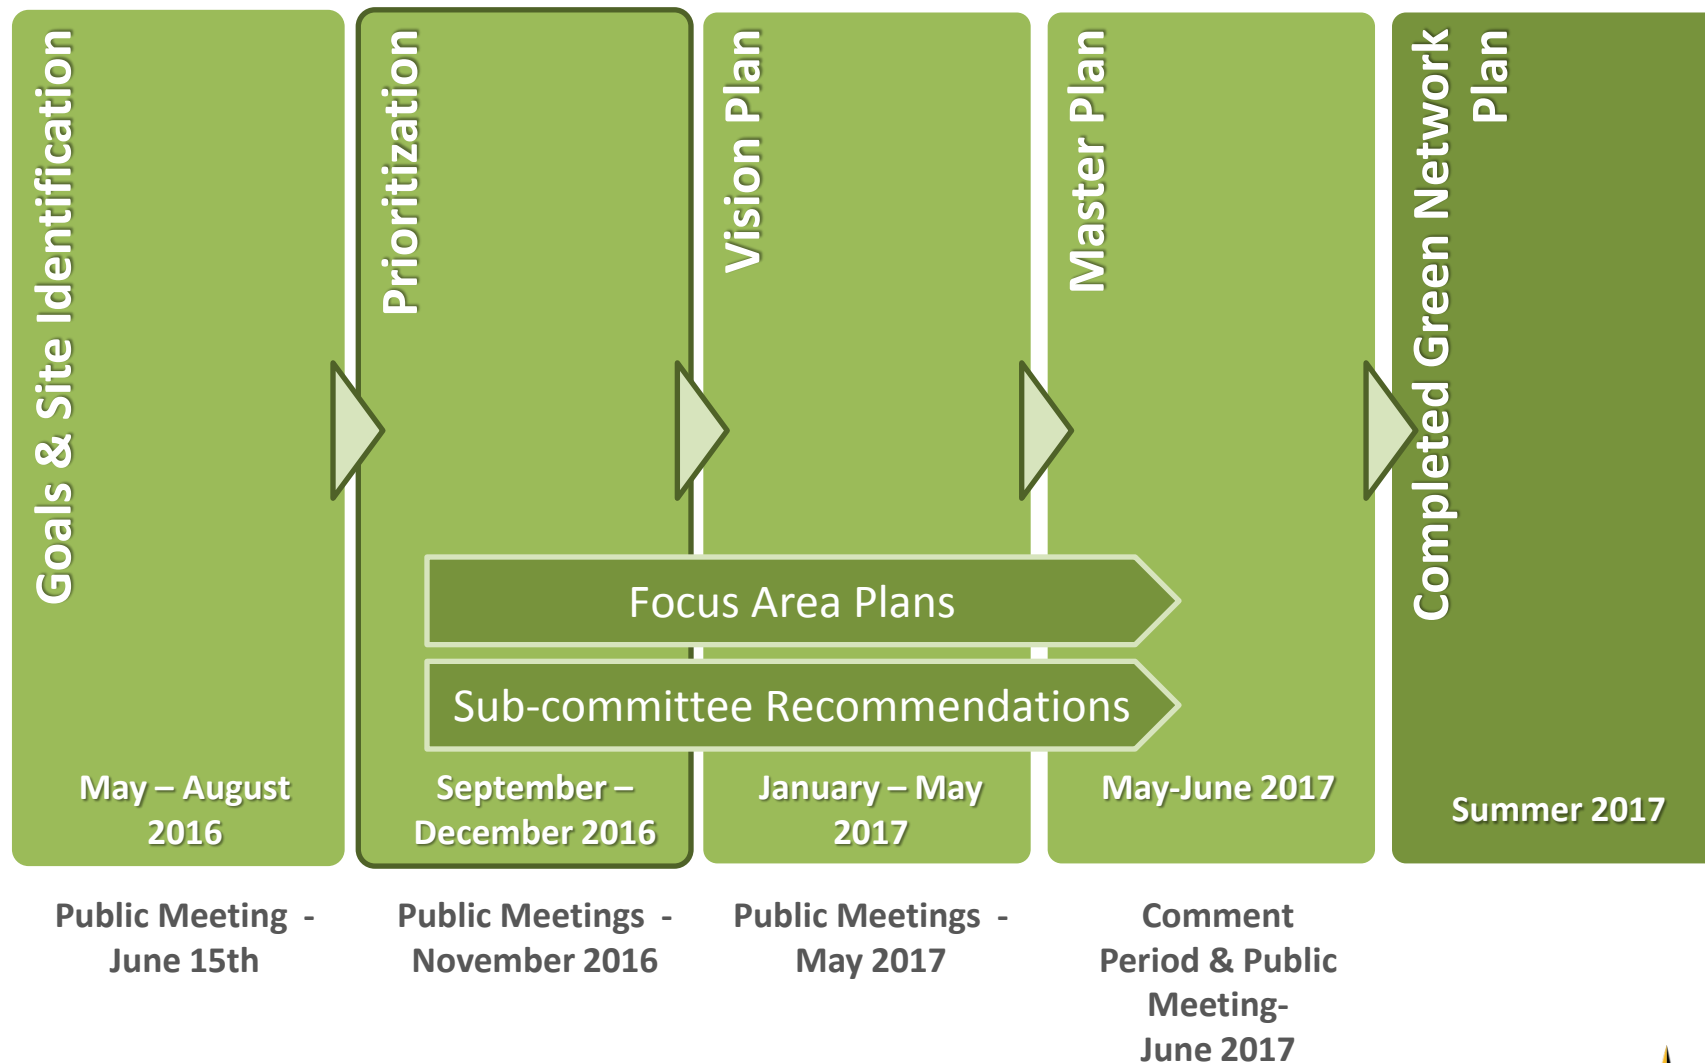 Goals & Site Identification
Prioritization
Vision Plan
Master Plan
Completed Green Network
Plan
Focus Area Plans
Sub-committee Recommendations
May – August
2016
September –
December 2016
January – May
2017
May-June 2017
Summer 2017
Public Meeting  -
June 15th
Public Meetings  -
November 2016
Public Meetings  -
May 2017
Comment
Period & Public
Meeting-
June 2017